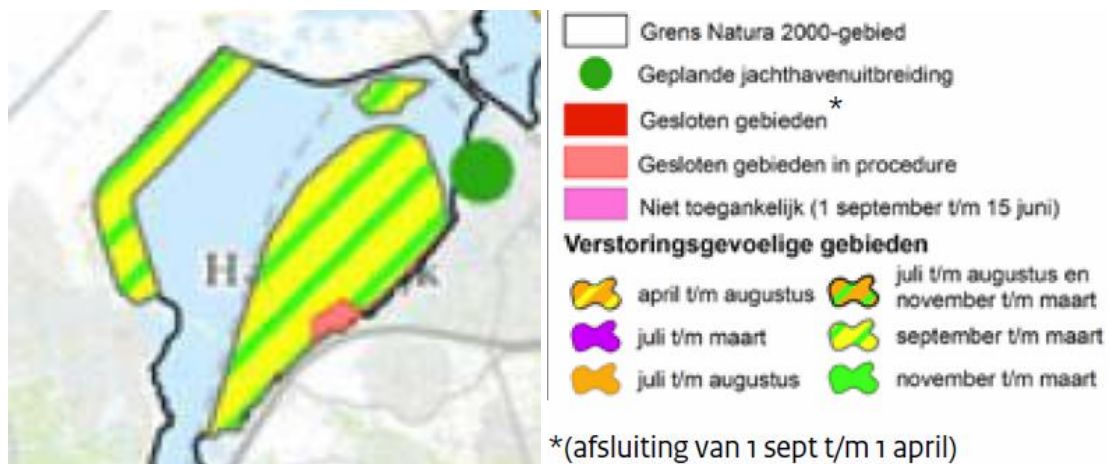 H
Grens Natura 2000-gebied
Geplande jachthavenuitbreiding
Gesloten gebieden*
Gesloten gebieden in procedure
Niet toegankelijk (1 september t/m 15 juni)
Verstoringsgevoelige gebieden
april t/m augustus
juli t/m augustus en
november t/m maart
juli t/m maart
september t/m maart
juli t/m augustus
november t/m maart
*(afsluiting van 1 sept t/m 1 april)